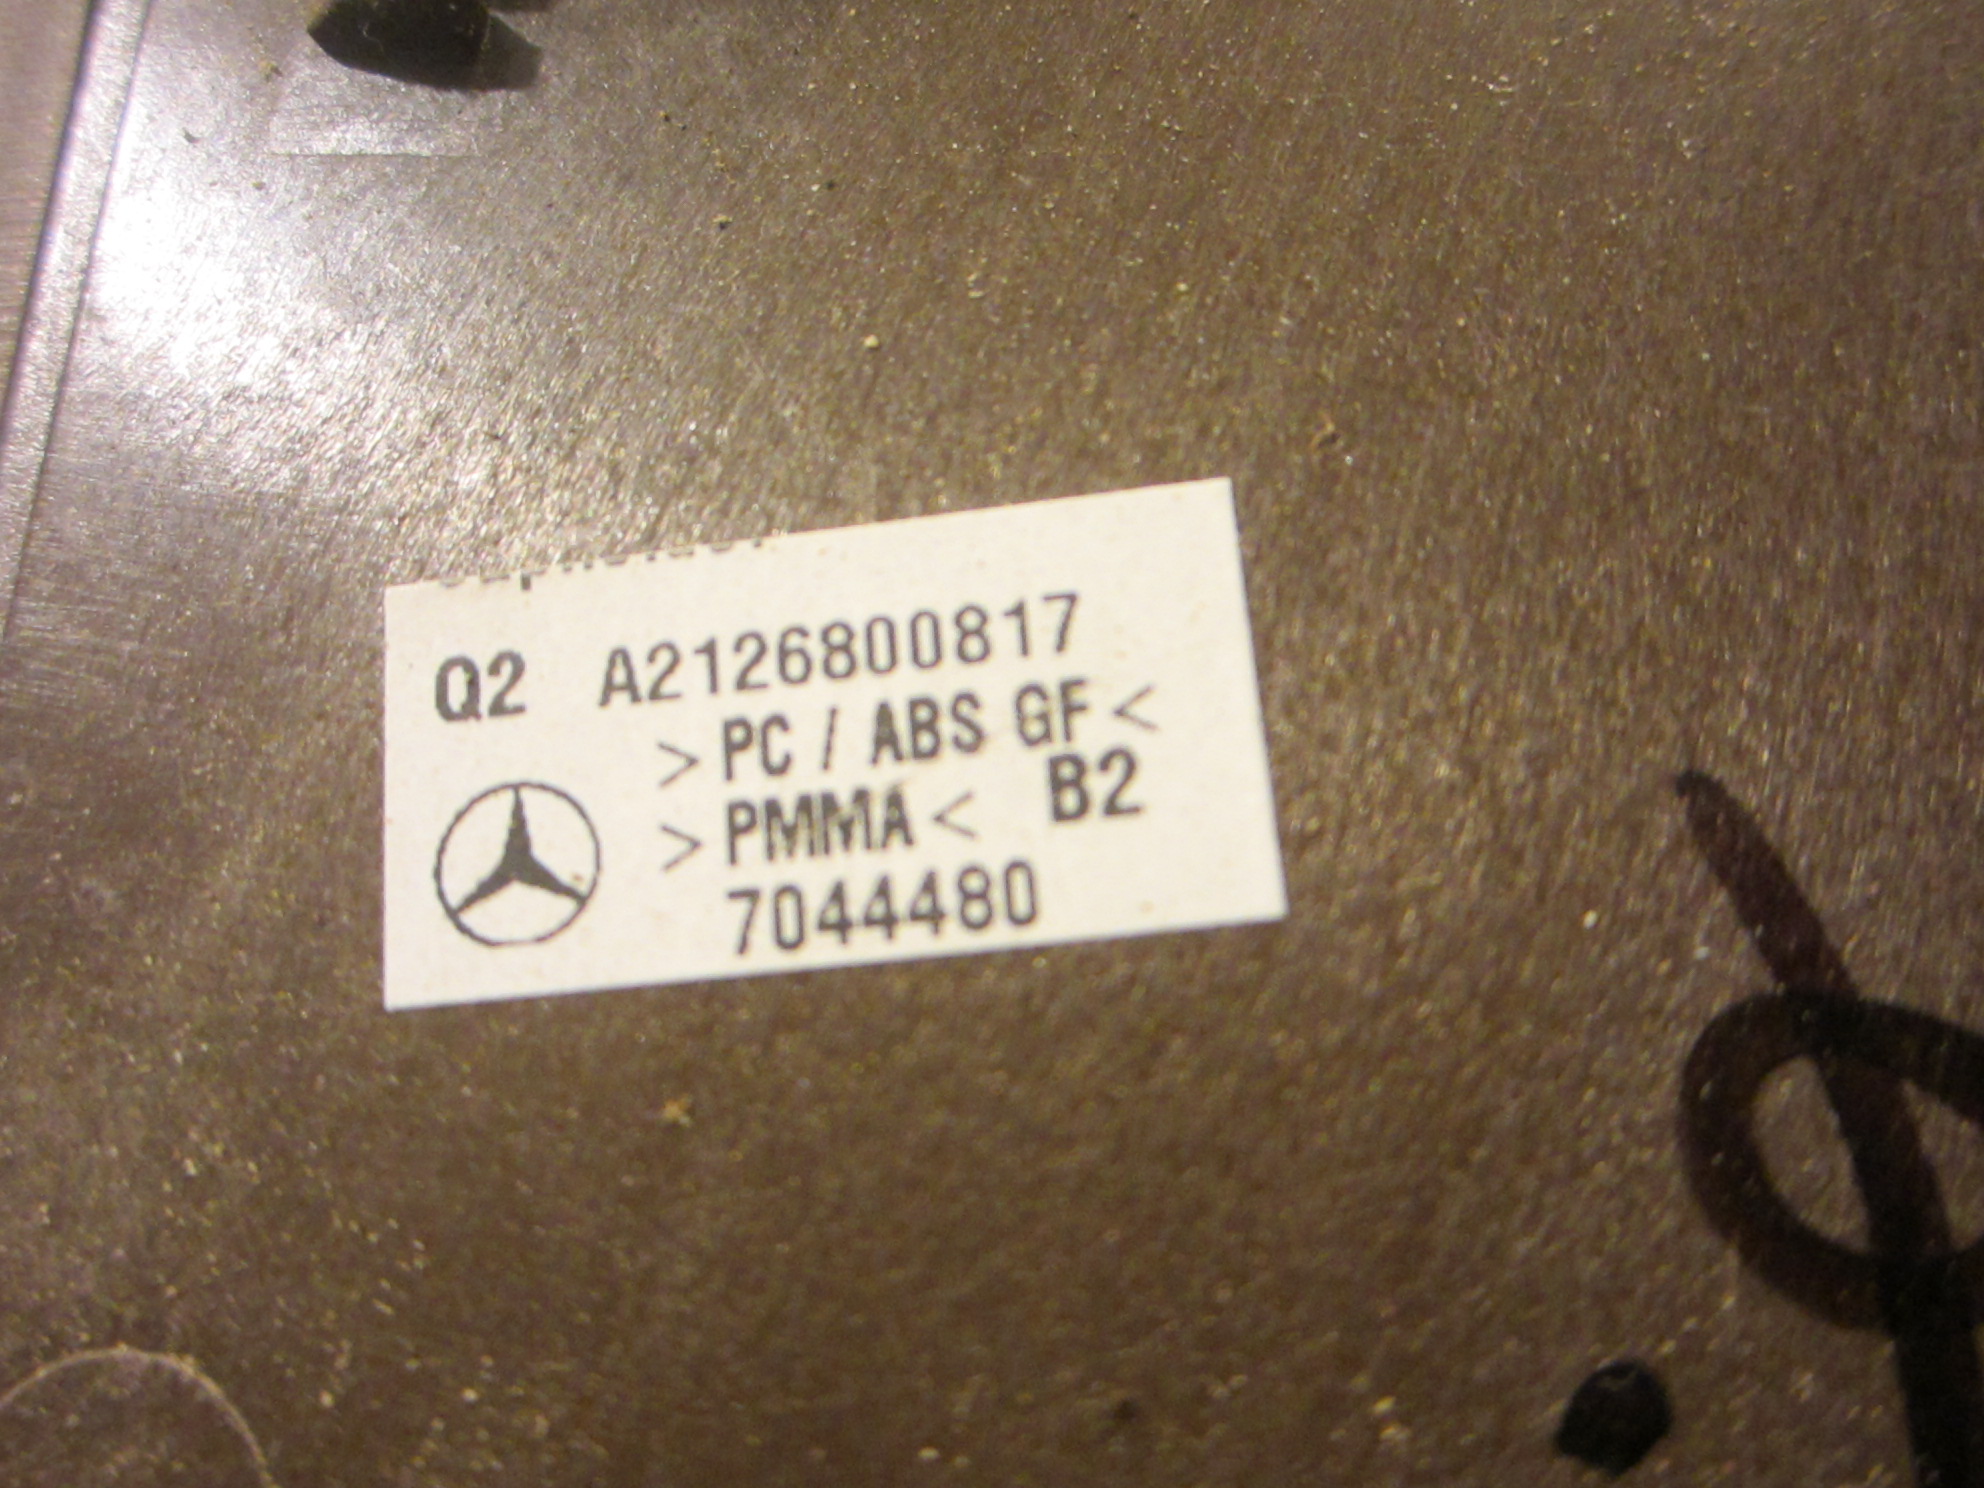 Q2 A2126800817
> PC / ABS GF <
> PMMA < B2
7044480